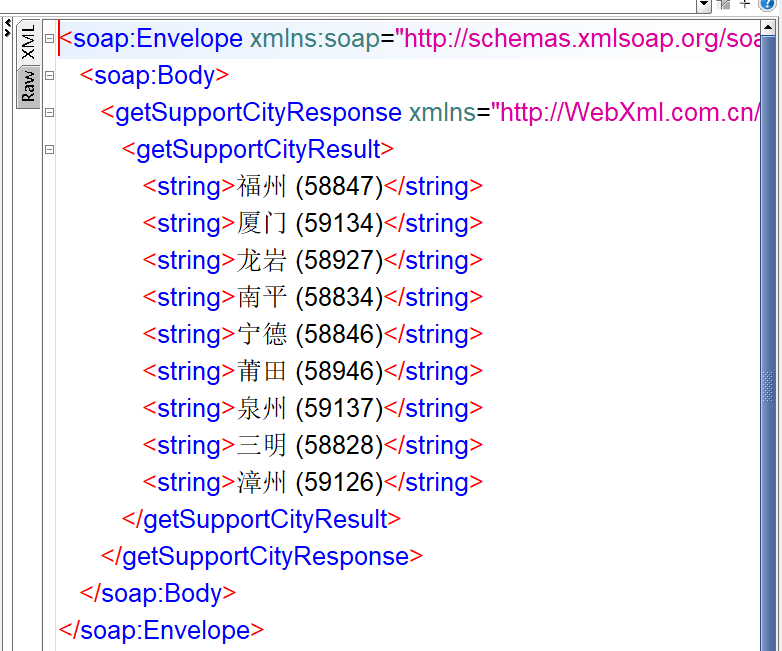 XML
Raw
<soap:Envelope xmlns:soap="http://schemas.xmlsoap.org/soa
<soap:Body>
<getSupportCityResponse xmlns="http://WebXml.com.cn/
<getSupportCityResult>
<string>福州 (58847)</string>
<string>厦门 (59134)</string>
<string>龙岩 (58927)</string>
<string>南平 (58834)</string>
<string>宁德 (58846)</string>
<string>莆田 (58946)</string>
<string>泉州 (59137)</string>
<string>三明 (58828)</string>
<string>漳州 (59126)</string>
</getSupportCityResult>
</getSupportCityResponse>
</soap:Body>
</soap:Envelope>